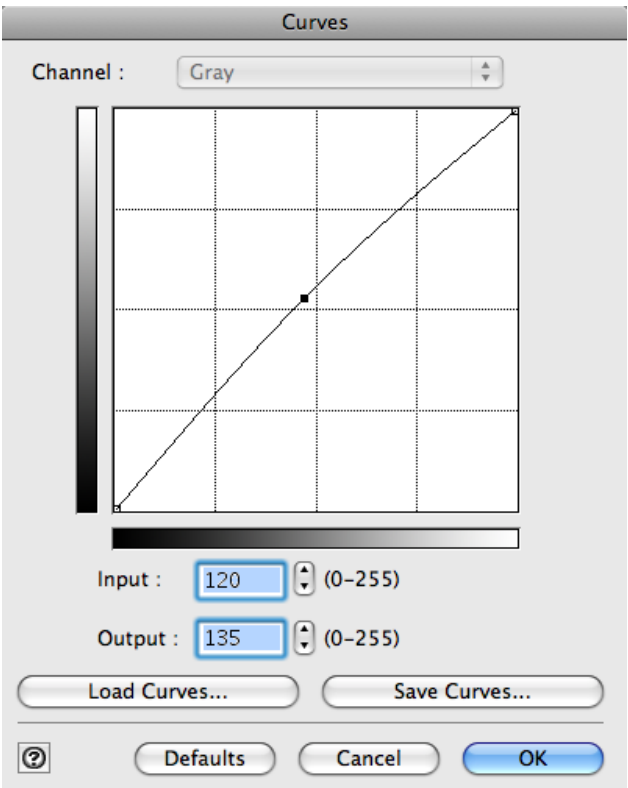 Curves
Channel : Gray
Input : 120 (0-255)
Output : 135 (0-255)
Load Curves... Save Curves...
? Defaults Cancel OK